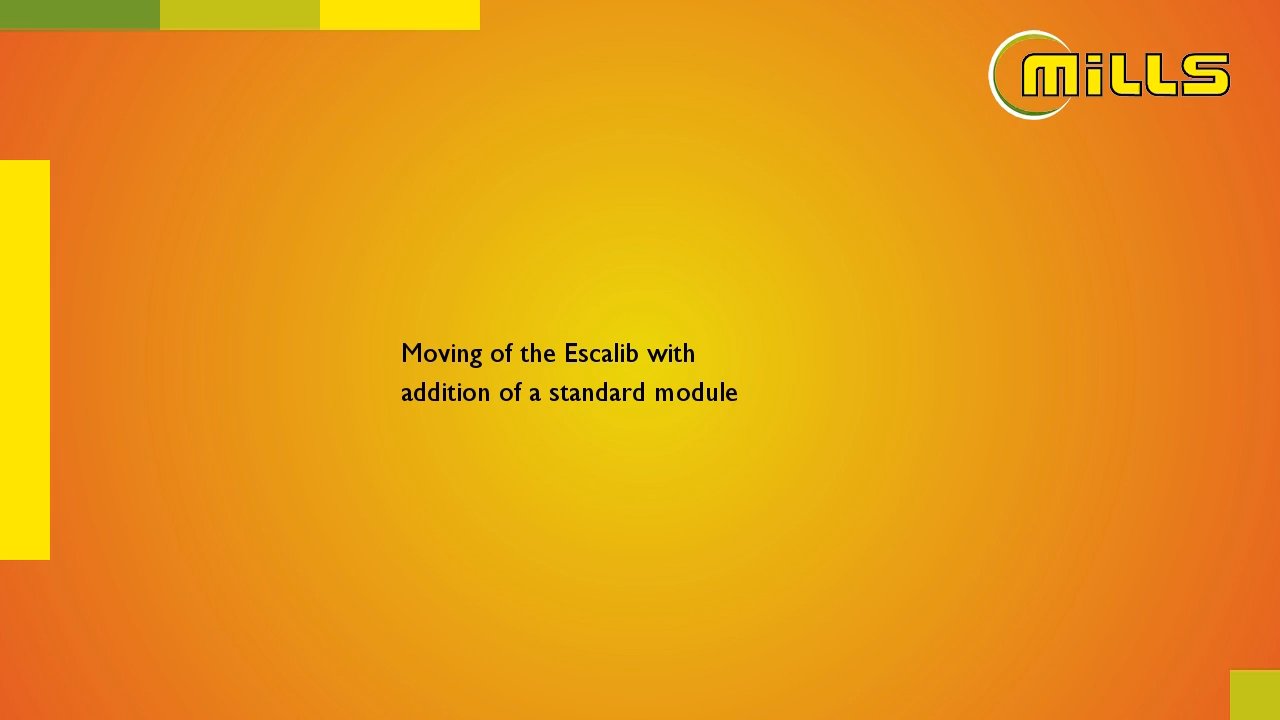 MiLLS
Moving of the Escalib with
addition of a standard module